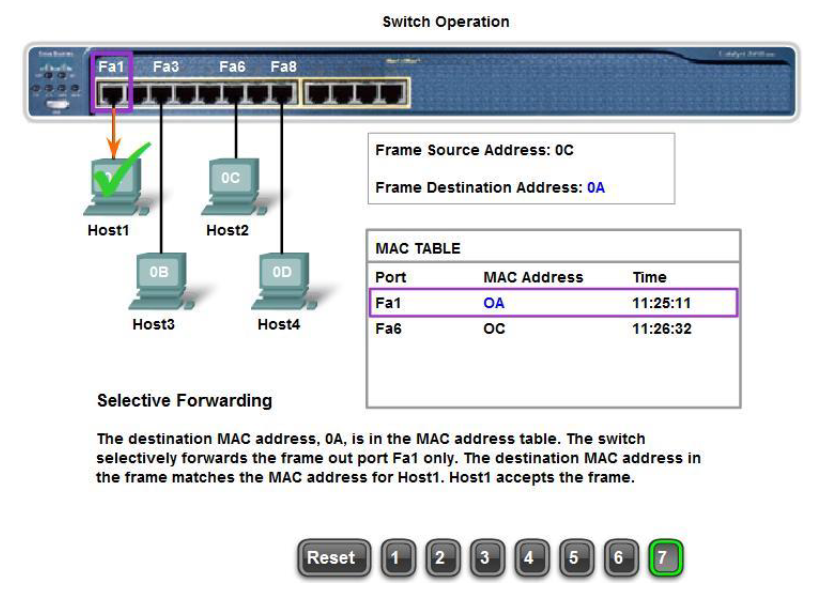 Switch Operation
Fa1 Fa3 Fa6 Fa8
Frame Source Address: 0C
Frame Destination Address: 0A
0C
Host1 Host2
MAC TABLE
Port MAC Address Time
Fa1 OA 11:25:11
Fa6 OC 11:26:32
0B 0D
Host3 Host4
Selective Forwarding
The destination MAC address, 0A, is in the MAC address table. The switch
selectively forwards the frame out port Fa1 only. The destination MAC address in
the frame matches the MAC address for Host1. Host1 accepts the frame.
Reset 1 2 3 4 5 6 7